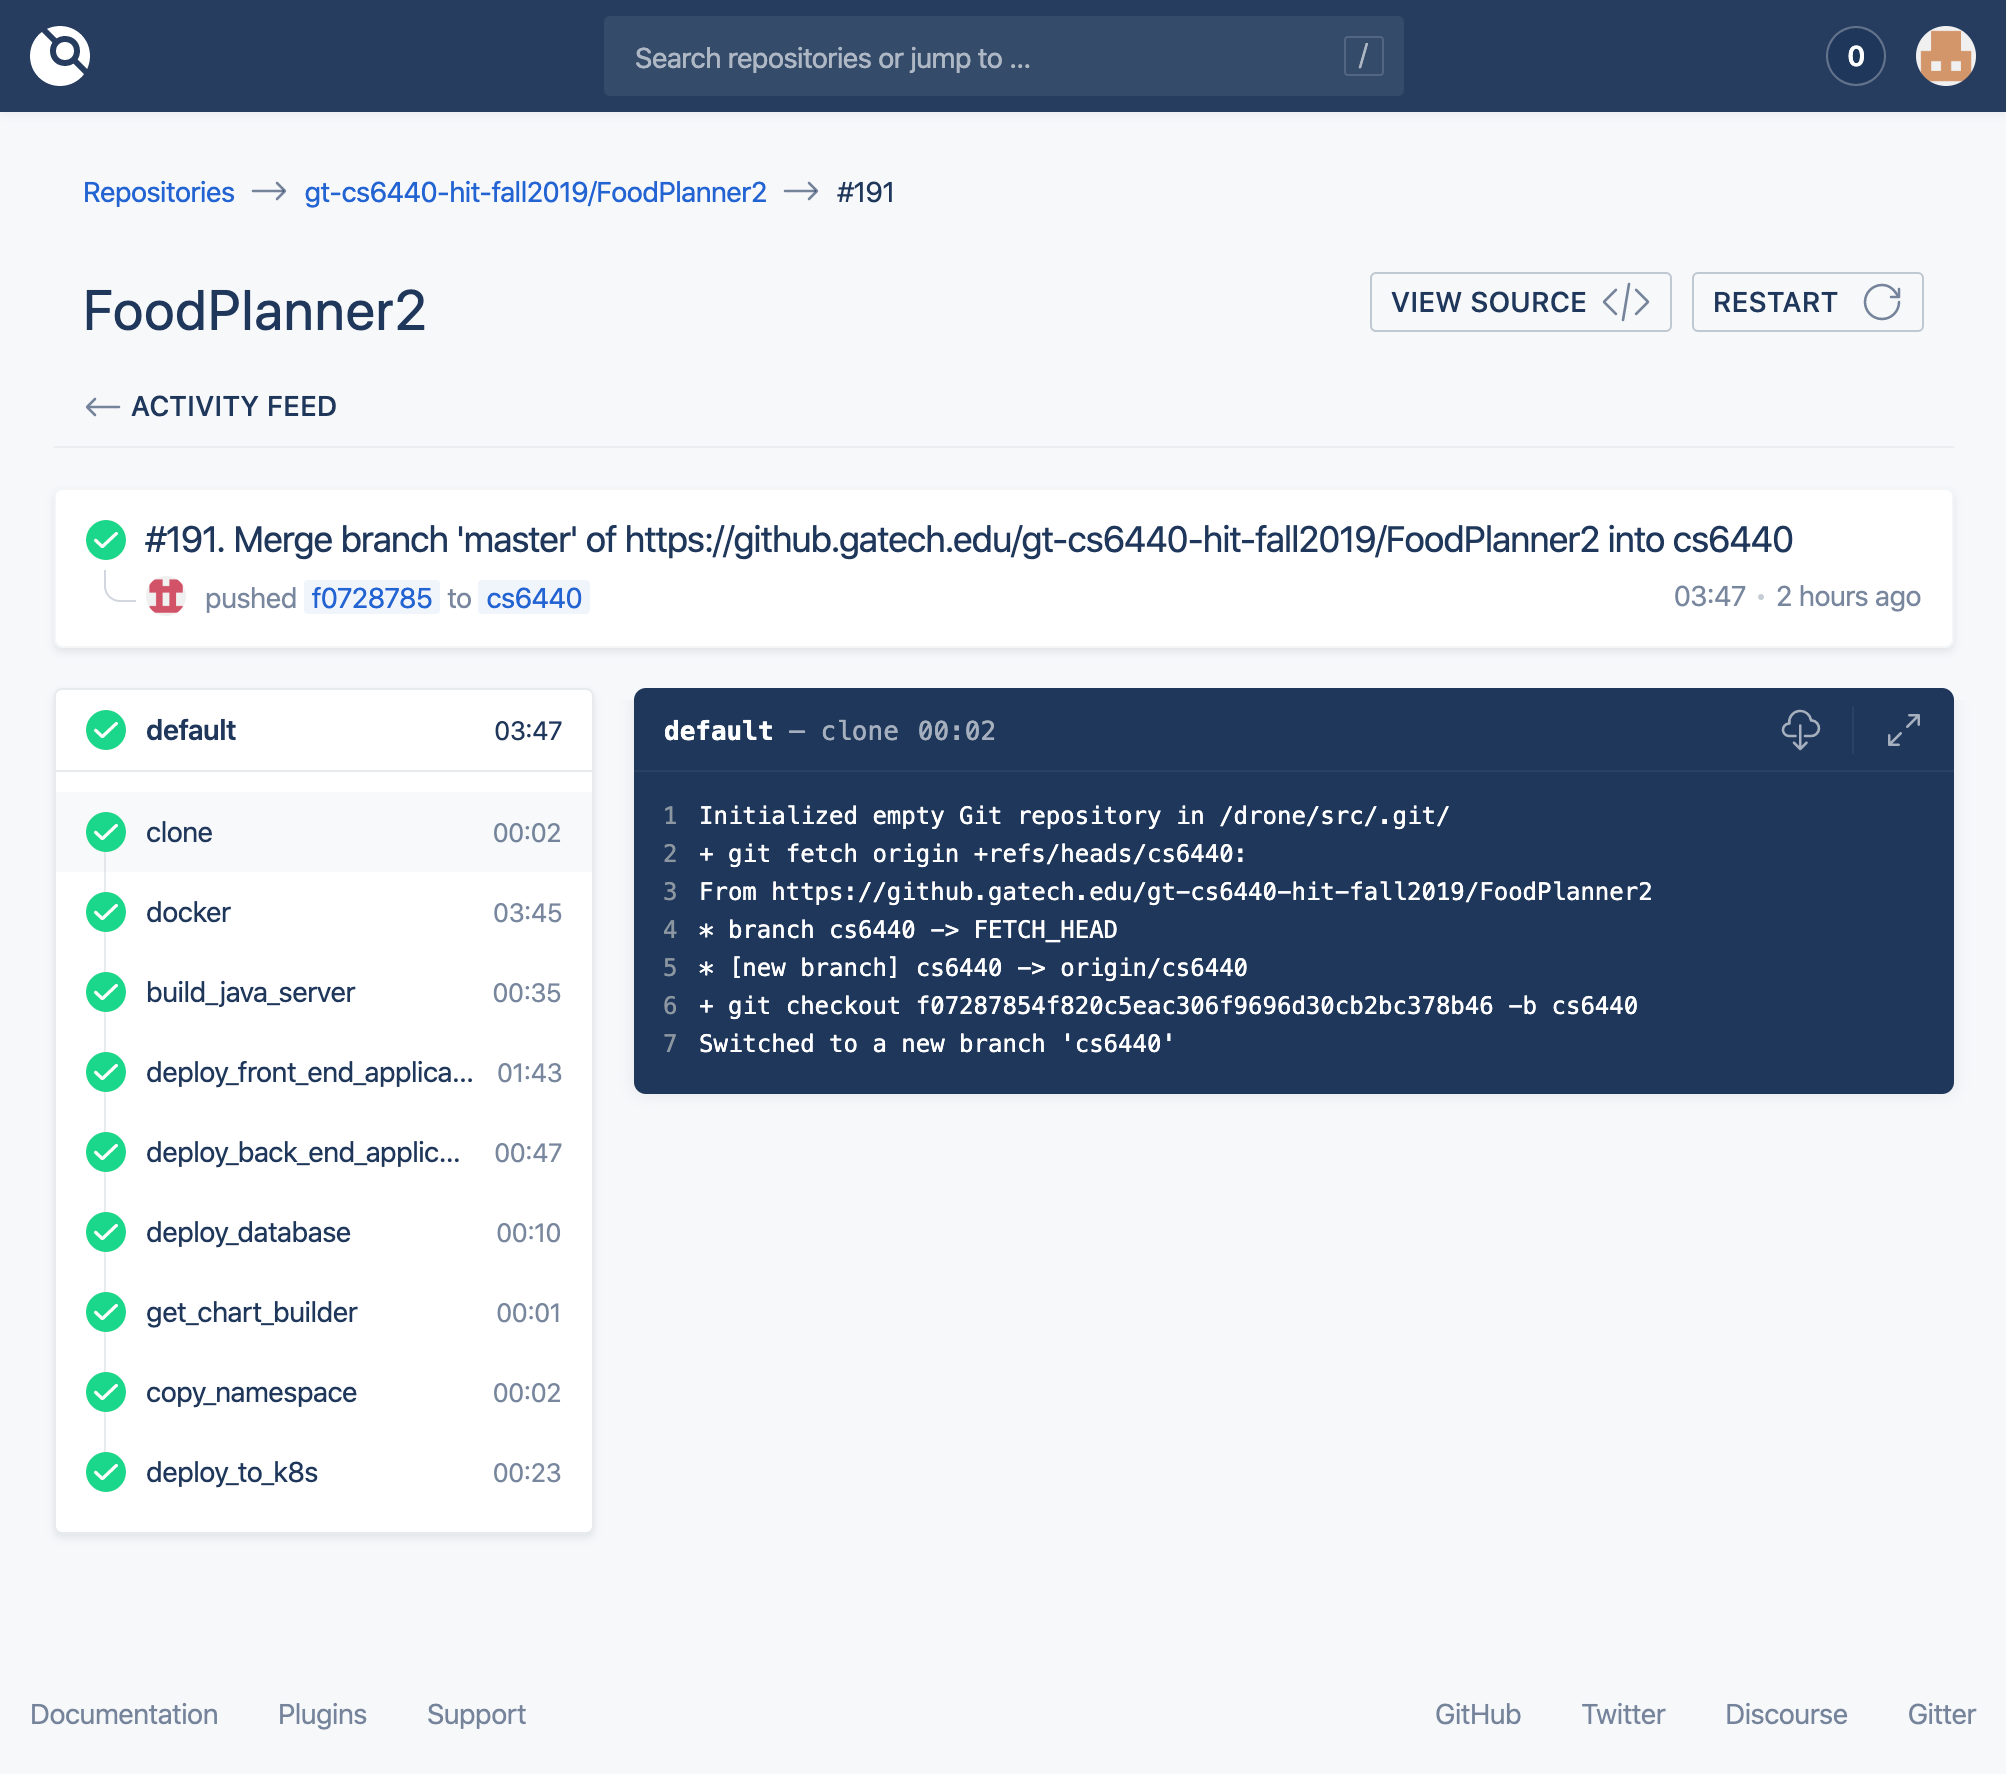 Search repositories or jump to ... /
0
Repositories → gt-cs6440-hit-fall2019/FoodPlanner2 → #191
FoodPlanner2
VIEW SOURCE </>
RESTART
← ACTIVITY FEED
#191. Merge branch 'master' of https://github.gatech.edu/gt-cs6440-hit-fall2019/FoodPlanner2 into cs6440
pushed f0728785 to cs6440
03:47 • 2 hours ago
default 03:47
clone 00:02
docker 03:45
build_java_server 00:35
deploy_front_end_applica... 01:43
deploy_back_end_applic... 00:47
deploy_database 00:10
get_chart_builder 00:01
copy_namespace 00:02
deploy_to_k8s 00:23
default — clone 00:02
1 Initialized empty Git repository in /drone/src/.git/
2 + git fetch origin +refs/heads/cs6440:
3 From https://github.gatech.edu/gt-cs6440-hit-fall2019/FoodPlanner2
4 * branch cs6440 -> FETCH_HEAD
5 * [new branch] cs6440 -> origin/cs6440
6 + git checkout f07287854f820c5eac306f9696d30cb2bc378b46 -b cs6440
7 Switched to a new branch 'cs6440'
Documentation Plugins Support
GitHub Twitter Discourse Gitter